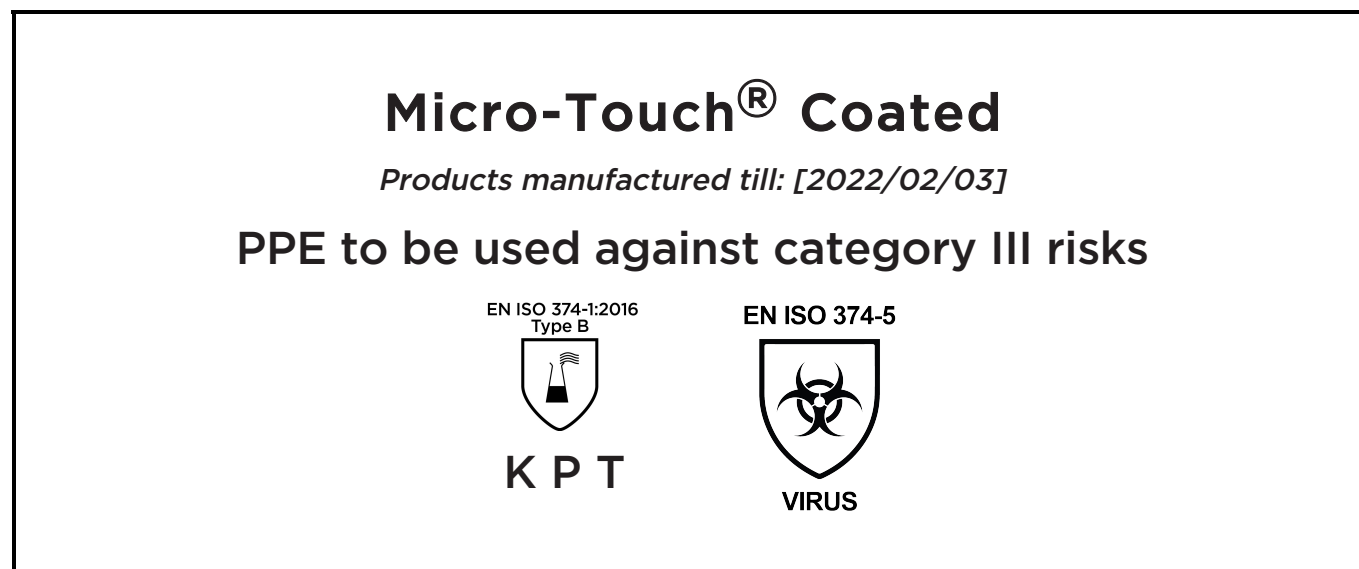 Micro-Touch® Coated
Products manufactured till: [2022/02/03]
PPE to be used against category III risks
EN ISO 374-1:2016
Type B
K P T
EN ISO 374-5
VIRUS